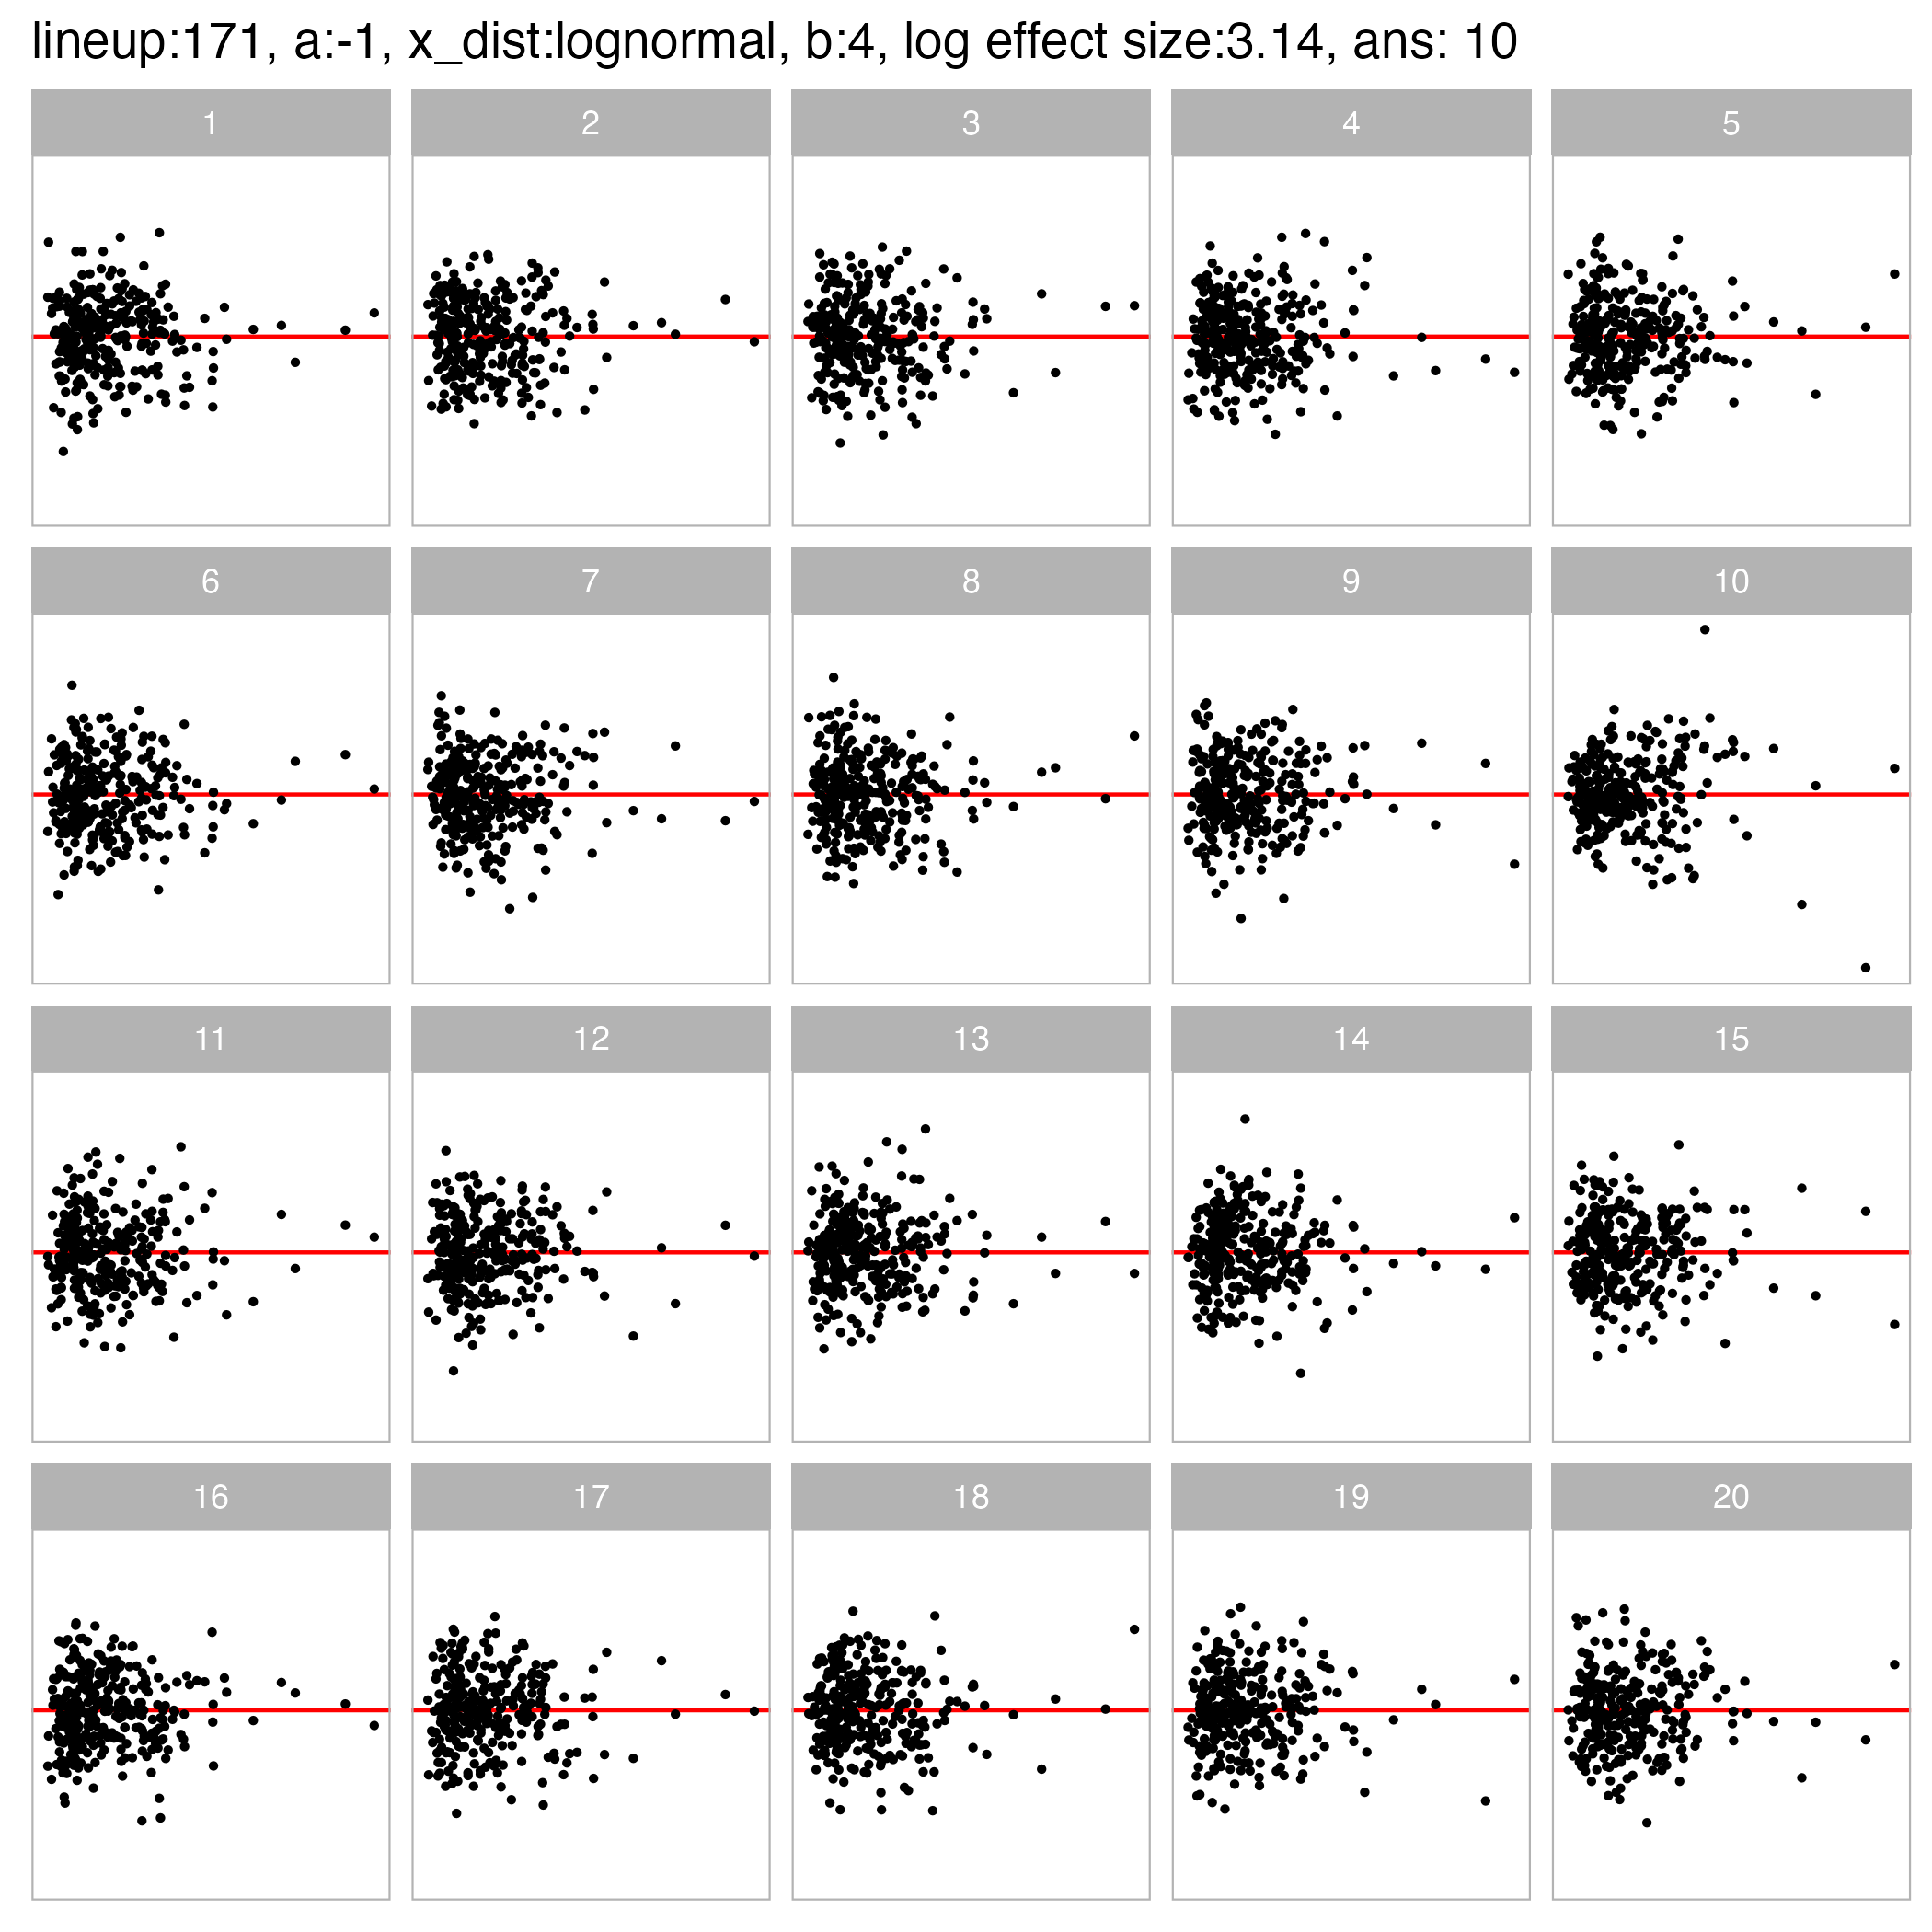 lineup:171, a:-1, x_dist:lognormal, b:4, log effect size:3.14, ans: 10
1 2 3 4 5
6 7 8 9 10
11 12 13 14 15
16 17 18 19 20